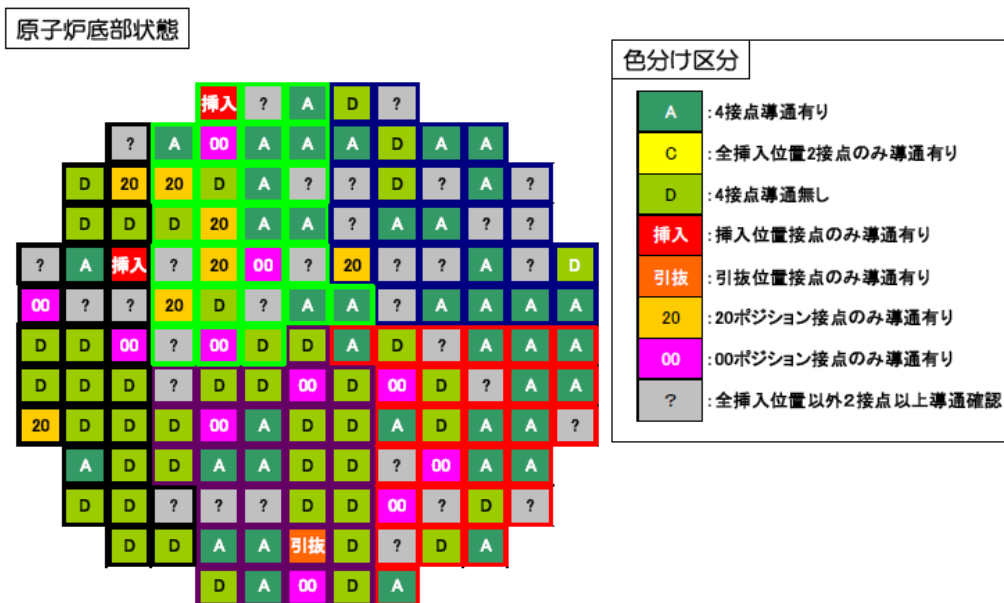 原子炉底部状態
挿入 ? A D ?
? A 00 A A A D A A
D 20 20 D A ? ? D ? A ?
D D D 20 A A ? A A ? ?
? A 挿入 ? 20 00 ? 20 ? ? A ? D
00 ? ? 20 D ? A A ? A A A A
D D 00 ? 00 D D A D ? A A A
D D D ? D D 00 D 00 D ? A A
20 D D D 00 A D D A D A A ?
A D D A A D D ? 00 A A
D D ? ? ? D D 00 ? D ?
D D A A 引抜 D ? D A
D A 00 D A
色分け区分
A :4接点導通有り
C :全挿入位置2接点のみ導通有り
D :4接点導通無し
挿入 :挿入位置接点のみ導通有り
引抜 :引抜位置接点のみ導通有り
20 :20ポジション接点のみ導通有り
00 :00ポジション接点のみ導通有り
? :全挿入位置以外2接点以上導通確認